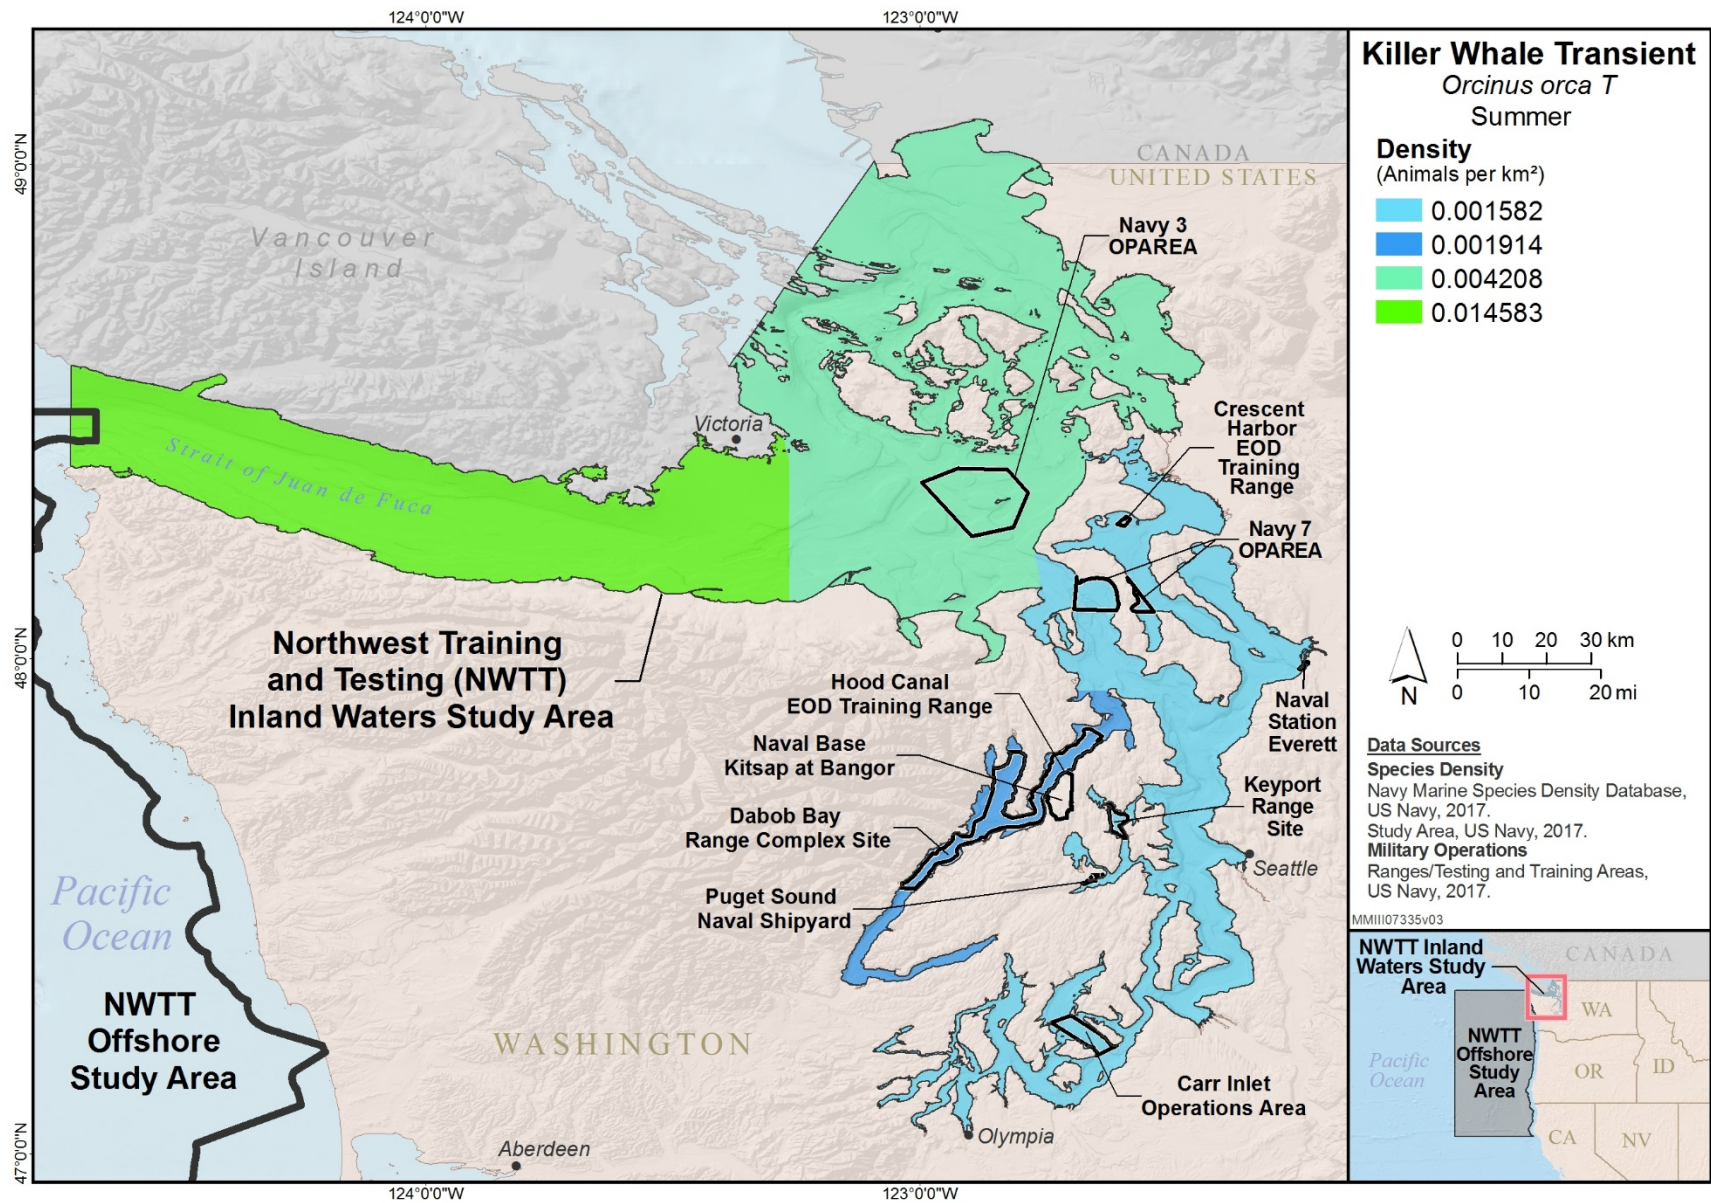 124°0'0"W
123°0'0"W
49°0'0"N
48°0'0"N
47°0'0"N
124°0'0"W
123°0'0"W
CANADA
UNITED STATES
Vancouver
Island
Navy 3
OPAREA
Victoria
Strait of Juan de Fuca
Crescent
Harbor
EOD
Training
Range
Navy 7
OPAREA
Northwest Training
and Testing (NWTT)
Inland Waters Study Area
Hood Canal
EOD Training Range
Naval Base
Kitsap at Bangor
Dabob Bay
Range Complex Site
Puget Sound
Naval Shipyard
Naval
Station
Everett
Keyport
Range
Site
Seattle
Pacific
Ocean
NWTT
Offshore
Study Area
WASHINGTON
Carr Inlet
Operations Area
Olympia
Aberdeen
Killer Whale Transient
Orcinus orca T
Summer
Density
(Animals per km²)
0.001582
0.001914
0.004208
0.014583
N
0 10 20 30 km
0 10 20 mi
Data Sources
Species Density
Navy Marine Species Density Database,
US Navy, 2017.
Study Area, US Navy, 2017.
Military Operations
Ranges/Testing and Training Areas,
US Navy, 2017.
MMIII07335v03
NWTT Inland
Waters Study
Area
CANADA
WA
NWTT
Offshore
Study
Area
Pacific
Ocean
OR
ID
CA
NV